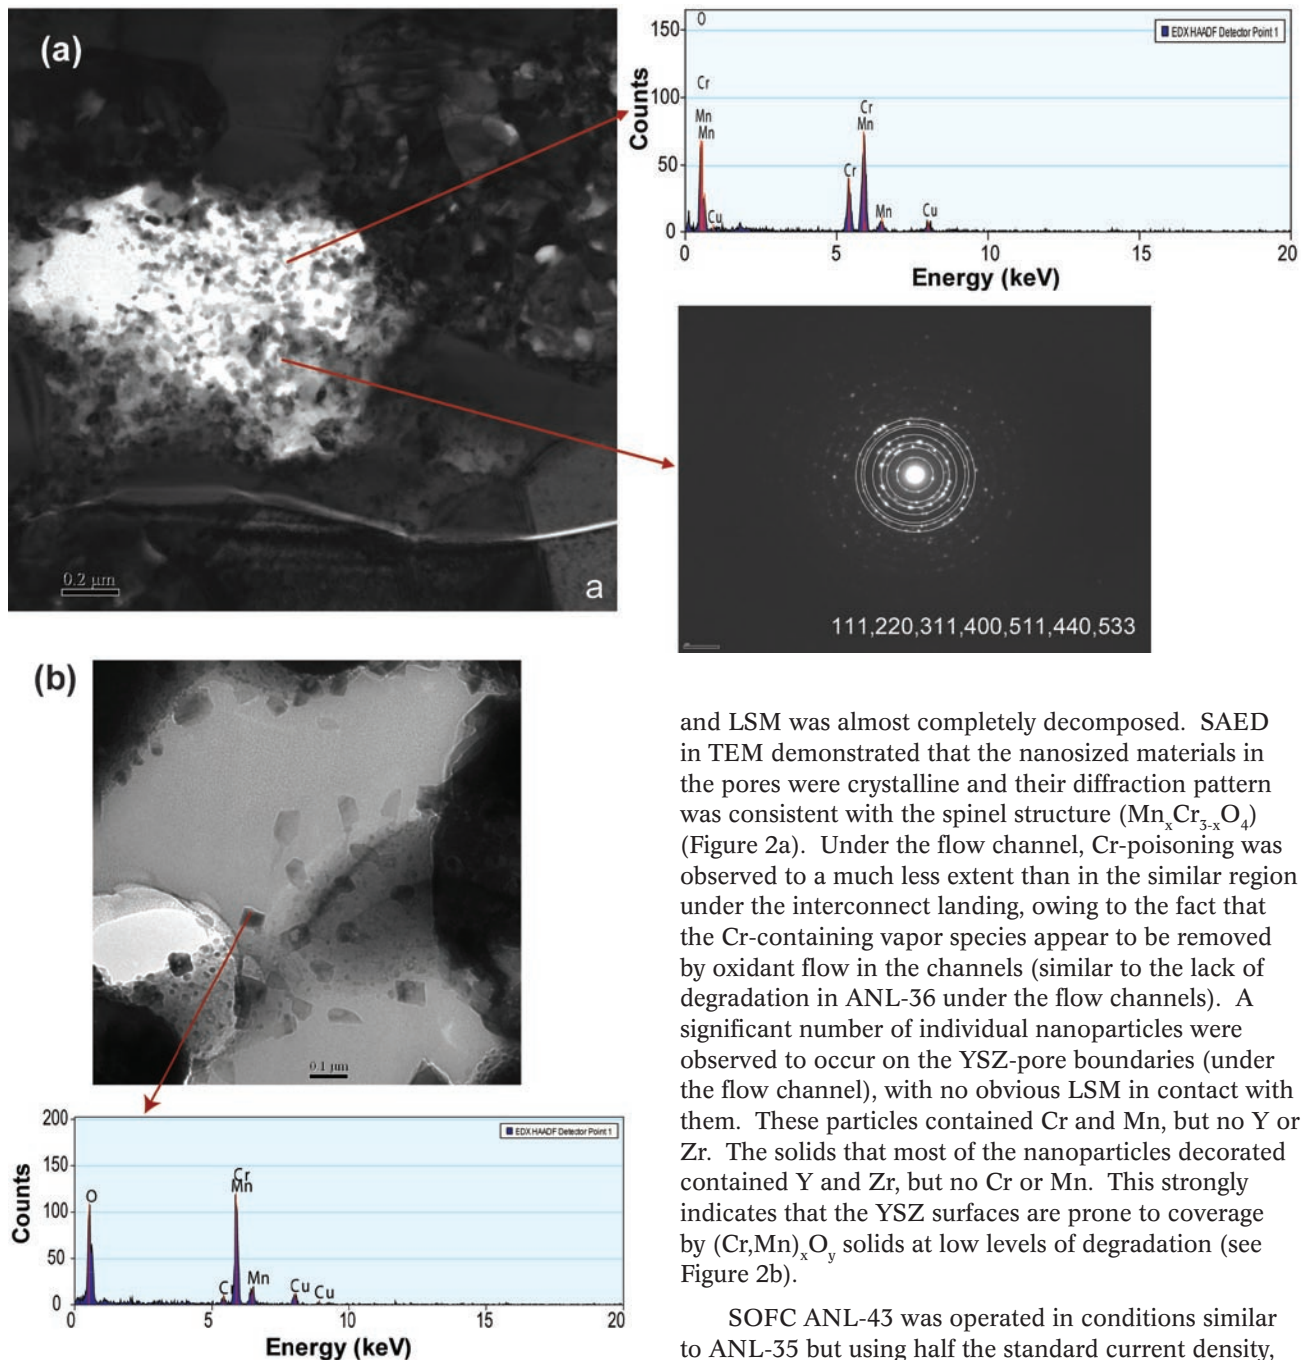 (a)
0.2 µm
a
150
100
50
0
Counts
O
Cr
Mn
Mn
Cu
Cr
Cr
Mn
Mn
Cu
EDX HAADF Detector Point 1
0 5 10 15 20
Energy (keV)
111,220,311,400,511,440,533
(b)
0.1 µm
200
150
100
50
0
Counts
O
Cr
Mn
Cr
Mn
Cu
Cu
EDX HAADF Detector Point 1
0 5 10 15 20
Energy (keV)
and LSM was almost completely decomposed. SAED
in TEM demonstrated that the nanosized materials in
the pores were crystalline and their diffraction pattern
was consistent with the spinel structure (MnₓCr₃₋ₓO₄)
(Figure 2a). Under the flow channel, Cr-poisoning was
observed to a much less extent than in the similar region
under the interconnect landing, owing to the fact that
the Cr-containing vapor species appear to be removed
by oxidant flow in the channels (similar to the lack of
degradation in ANL-36 under the flow channels). A
significant number of individual nanoparticles were
observed to occur on the YSZ-pore boundaries (under
the flow channel), with no obvious LSM in contact with
them. These particles contained Cr and Mn, but no Y or
Zr. The solids that most of the nanoparticles decorated
contained Y and Zr, but no Cr or Mn. This strongly
indicates that the YSZ surfaces are prone to coverage
by (Cr,Mn)ₓOᵧ solids at low levels of degradation (see
Figure 2b).
SOFC ANL-43 was operated in conditions similar
to ANL-35 but using half the standard current density,